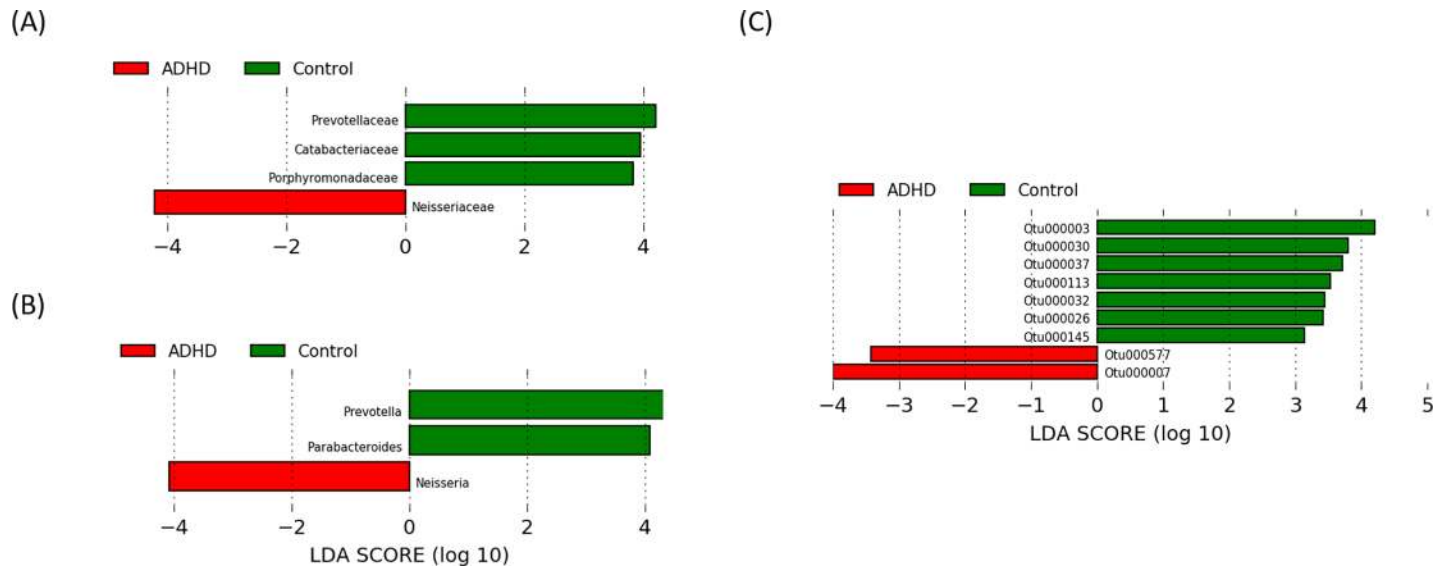 (A)
ADHD Control
Prevotellaceae
Catabacteriaceae
Porphyromonadaceae
Neisseriaceae
−4 −2 0 2 4
(B)
ADHD Control
Prevotella
Parabacteroides
Neisseria
−4 −2 0 2 4
LDA SCORE (log 10)
(C)
ADHD Control
Otu000003
Otu000030
Otu000037
Otu000113
Otu000032
Otu000026
Otu000145
Otu000577
Otu000007
−4 −3 −2 −1 0 1 2 3 4 5
LDA SCORE (log 10)